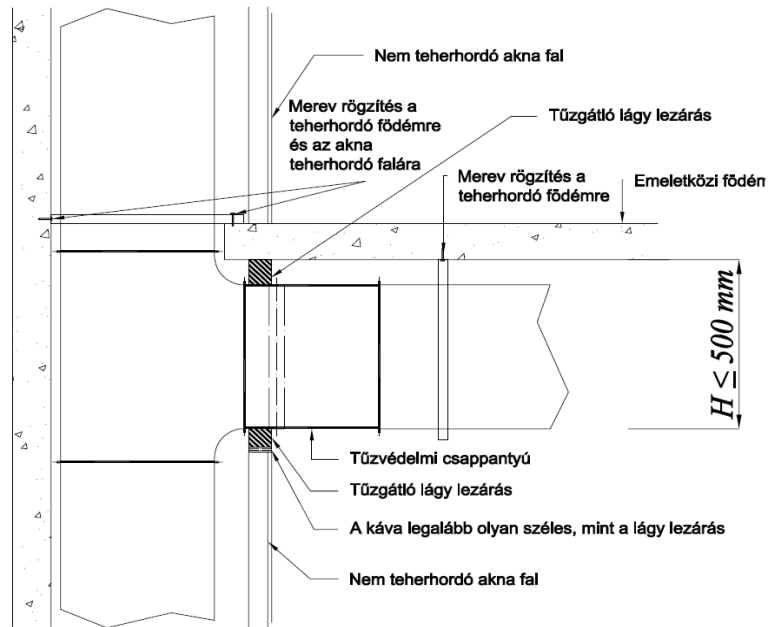 Nem teherhordó akna fal
Merev rögzítés a
teherhordó födémre
és az akna
teherhordó falára
Tűzgátló lágy lezárás
Merev rögzítés a
teherhordó födémre
Emeletközi födém
H ≤ 500 mm
Tűzvédelmi csappantyú
Tűzgátló lágy lezárás
A káva legalább olyan széles, mint a lágy lezárás
Nem teherhordó akna fal